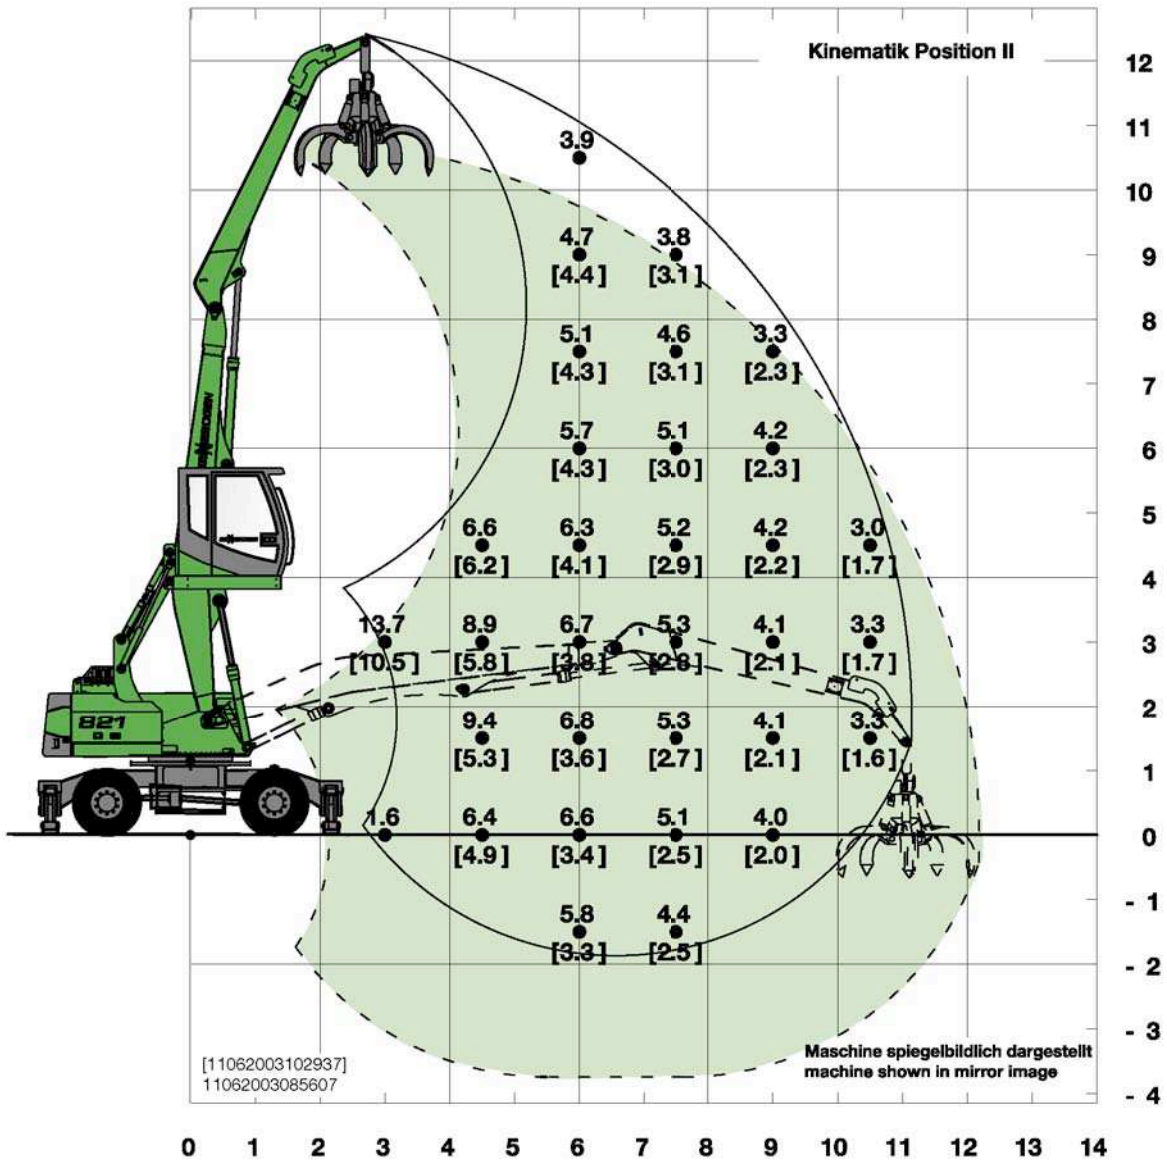 Kinematik Position II
12
11
3.9
10
4.7 3.8
9
[4.4] [3.1]
8
5.1 4.6 3.3
[4.3] [3.1] [2.3]
7
5.7 5.1 4.2
6
[4.3] [3.0] [2.3]
5
6.6 6.3 5.2 4.2 3.0
[6.2] [4.1] [2.9] [2.2] [1.7]
4
13.7 8.9 6.7 5.3 4.1 3.3
3
[10.5] [5.8] [3.8] [2.8] [2.1] [1.7]
821
2
9.4 6.8 5.3 4.1 3.3
[5.3] [3.6] [2.7] [2.1] [1.6]
1
1.6 6.4 6.6 5.1 4.0
0
[4.9] [3.4] [2.5] [2.0]
- 1
5.8 4.4
[3.3] [2.5]
- 2
- 3
[11062003102937]
11062003085607
Maschine spiegelbildlich dargestellt
machine shown in mirror image
- 4
0 1 2 3 4 5 6 7 8 9 10 11 12 13 14